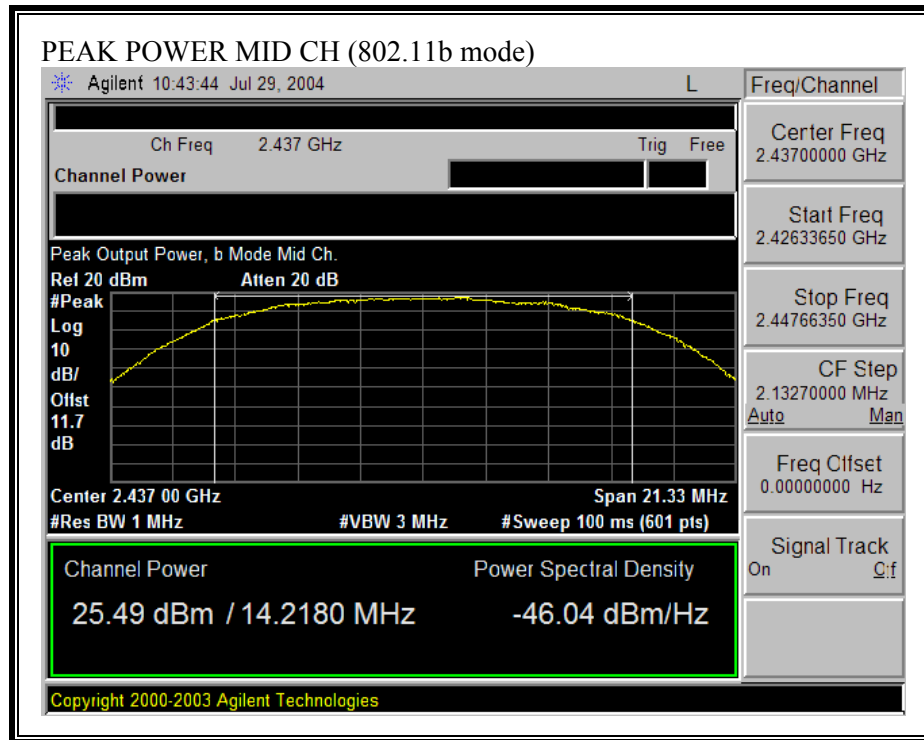 PEAK POWER MID CH (802.11b mode)
Agilent 10:43:44 Jul 29, 2004 L
Freq/Channel
Ch Freq 2.437 GHz Trig Free
Channel Power
Center Freq
2.43700000 GHz
Start Freq
2.42633650 GHz
Stop Freq
2.44766350 GHz
CF Step
2.13270000 MHz
Auto Man
Freq Offset
0.00000000 Hz
Signal Track
On Off
Peak Output Power, b Mode Mid Ch.
Ref 20 dBm Atten 20 dB
#Peak
Log
10
dB/
Offst
11.7
dB
Center 2.437 00 GHz Span 21.33 MHz
#Res BW 1 MHz #VBW 3 MHz #Sweep 100 ms (601 pts)
Channel Power Power Spectral Density
25.49 dBm / 14.2180 MHz -46.04 dBm/Hz
Copyright 2000-2003 Agilent Technologies